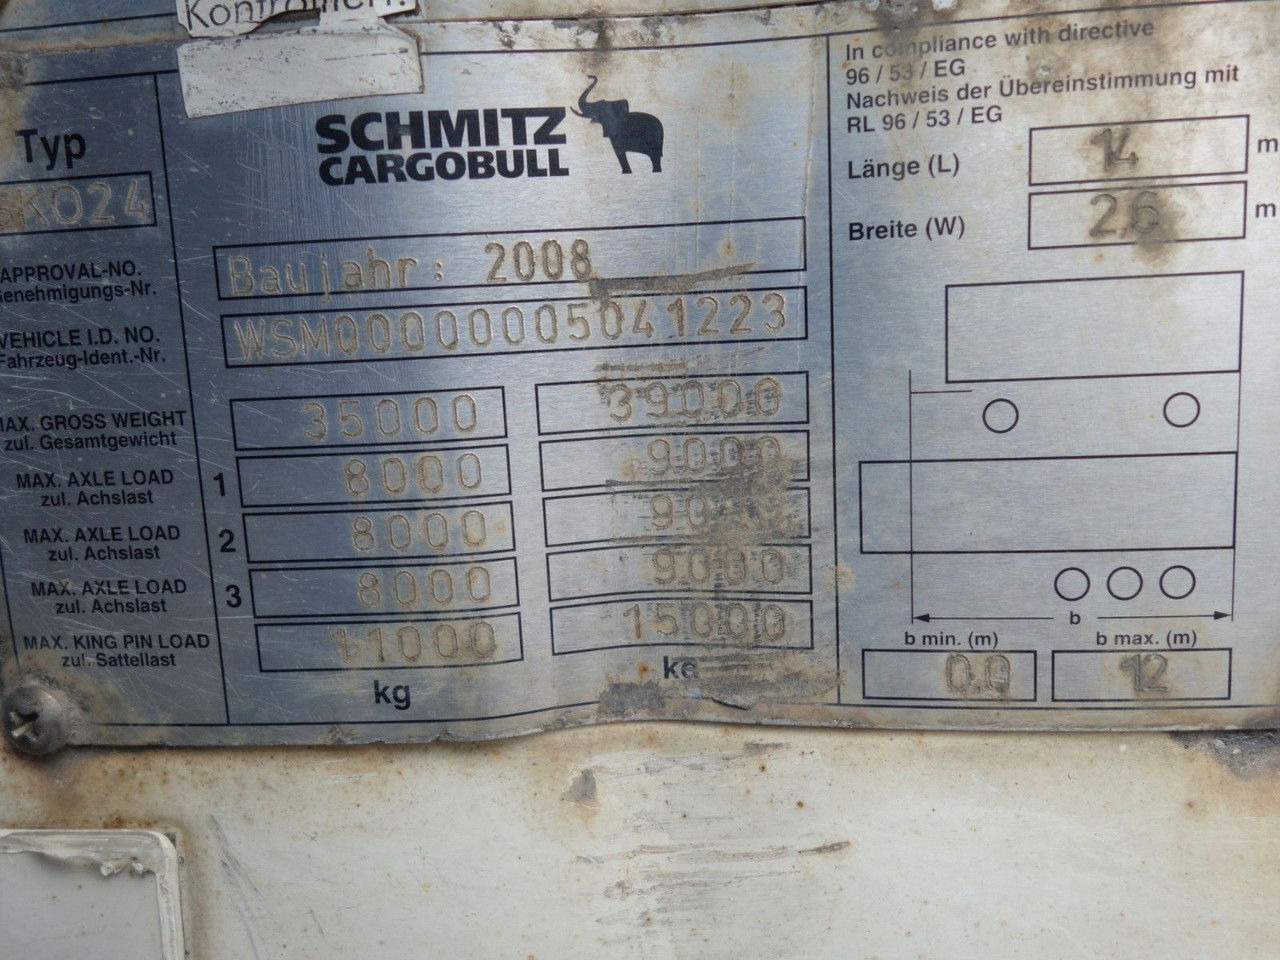 Kontrollieren!
Typ
SKO24
SCHMITZ
CARGOBULL
In compliance with directive
96 / 53 / EG
Nachweis der Übereinstimmung mit
RL 96 / 53 / EG
Länge (L) 14 m
Breite (W) 2,6 m
APPROVAL-NO.
Genehmigungs-Nr.
Baujahr: 2008
VEHICLE I.D. NO.
Fahrzeug-Ident.-Nr.
WSM00000005041223
MAX. GROSS WEIGHT
zul. Gesamtgewicht
35000 39000
MAX. AXLE LOAD
zul. Achslast
1 8000 9000
MAX. AXLE LOAD
zul. Achslast
2 8000 9000
MAX. AXLE LOAD
zul. Achslast
3 8000 9000
MAX. KING PIN LOAD
zul. Sattellast
11000 15000
kg kg
b
b min. (m) b max. (m)
0.0 12